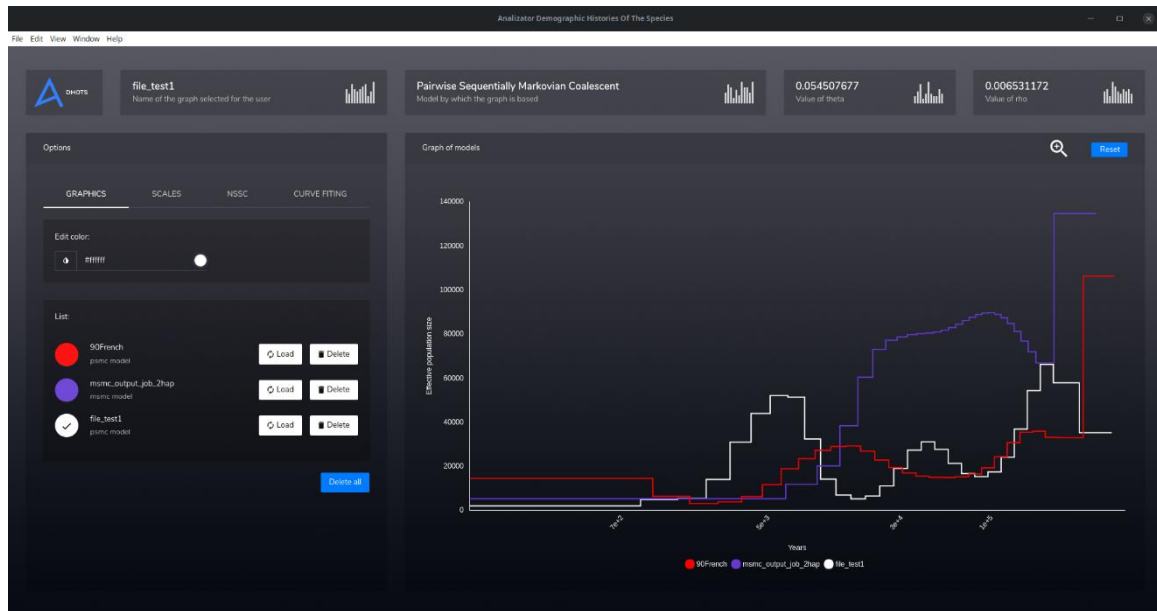 Analizator Demographic Histories Of The Species
File Edit View Window Help
DHOTS
file_test1
Name of the graph selected for the user
Pairwise Sequentially Markovian Coalescent
Model by which the graph is based
0.054507677
Value of theta
0.006531172
Value of rho
Options
GRAPHICS SCALES NSSC CURVE FITING
Edit color:
#ffffff
List:
90French
psmc model
Load Delete
msmc_output_job_2hap
msmc model
Load Delete
file_test1
psmc model
Load Delete
Delete all
Graph of models
Reset
140000
120000
100000
80000
60000
40000
20000
0
Effective population size
7e+2 5e+3 3e+4 1e+5
Years
90French msmc_output_job_2hap file_test1